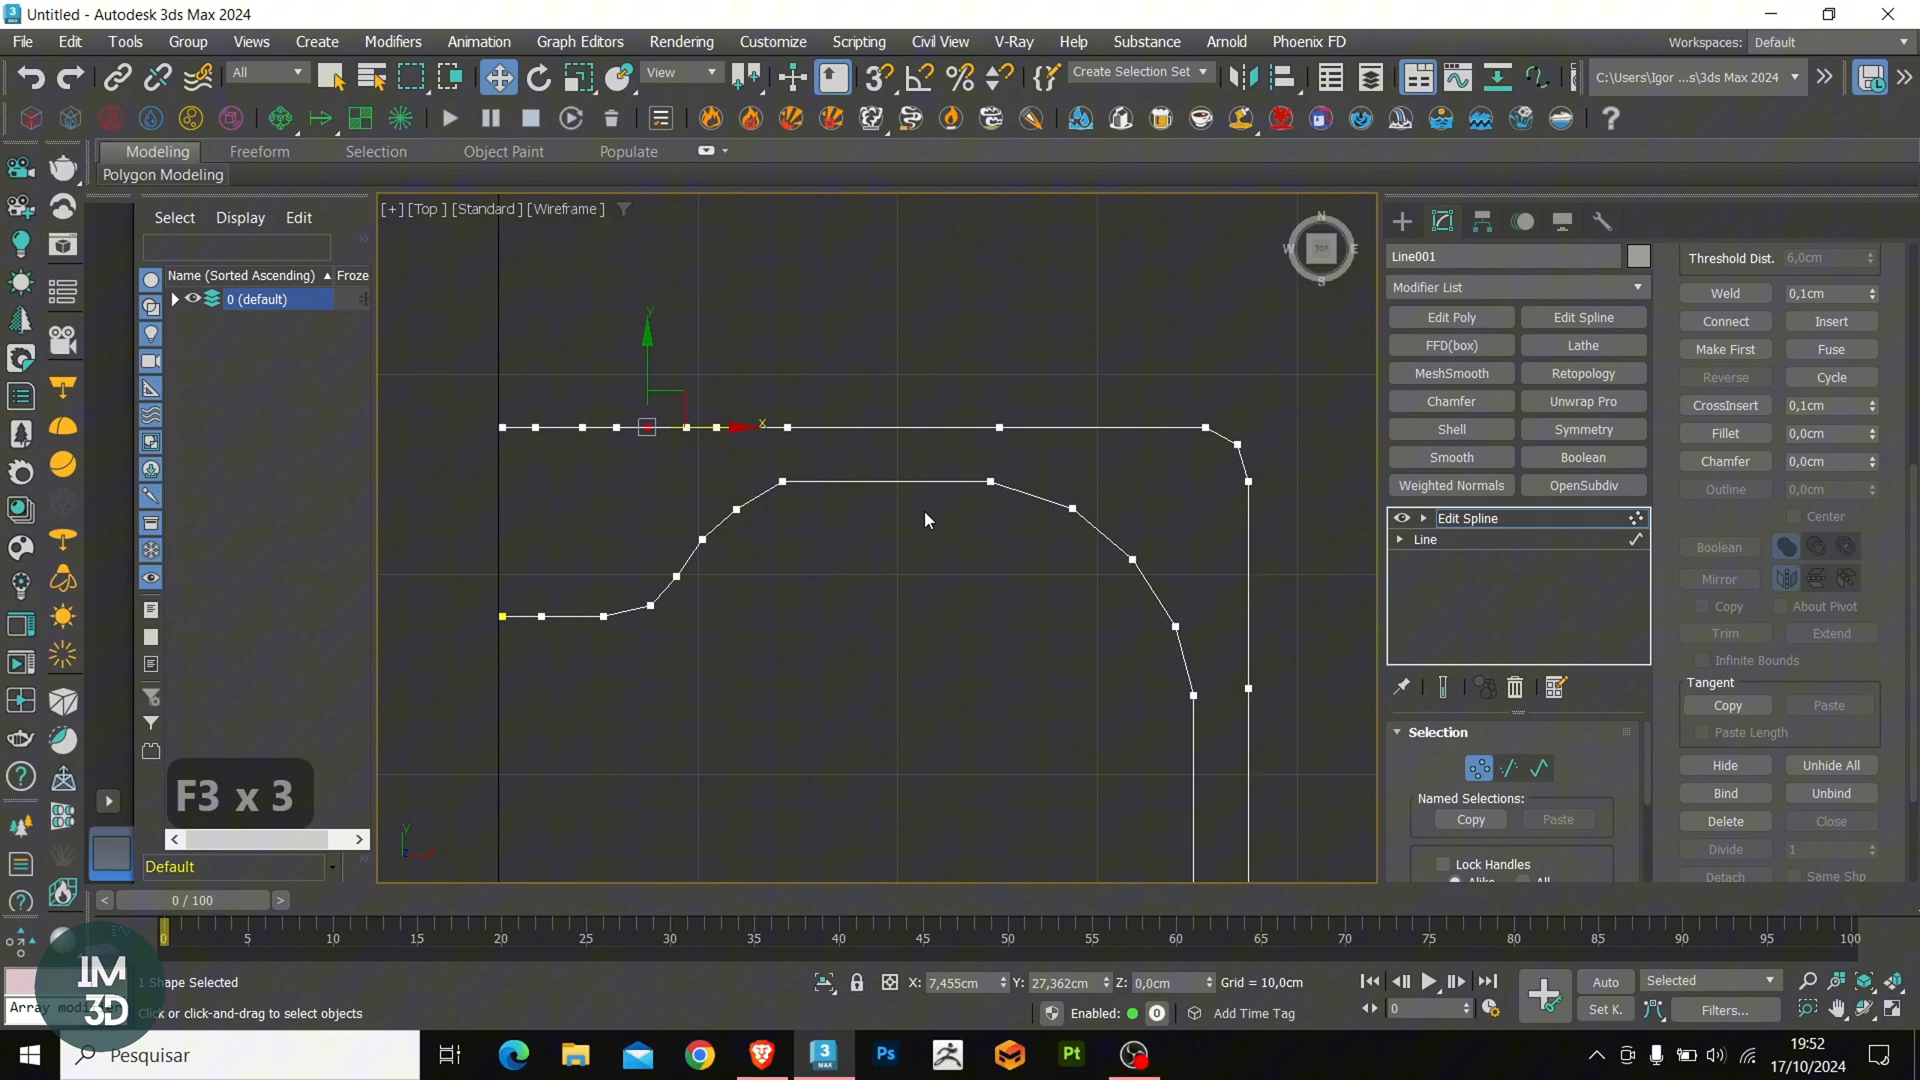 Untitled - Autodesk 3ds Max 2024
File Edit Tools Group Views Create Modifiers Animation Graph Editors Rendering Customize Scripting Civil View V-Ray Help Substance Arnold Phoenix FD Workspaces: Default
All View Create Selection Set C:\Users\Igor ...s\3ds Max 2024
Modeling Freeform Selection Object Paint Populate
Polygon Modeling
Select Display Edit
Name (Sorted Ascending) Froze
0 (default)
[+] [Top ] [Standard ] [Wireframe ]
N
W TOP E
S
y
x
y
F3 x 3
Default
Line001
Modifier List
Edit Poly Edit Spline
FFD(box) Lathe
MeshSmooth Retopology
Chamfer Unwrap Pro
Shell Symmetry
Smooth Boolean
Weighted Normals OpenSubdiv
Edit Spline
Line
Selection
Named Selections:
Copy Paste
Lock Handles
Alike All
Threshold Dist. 6,0cm
Weld 0,1cm
Connect Insert
Make First Fuse
Reverse Cycle
CrossInsert 0,1cm
Fillet 0,0cm
Chamfer 0,0cm
Outline 0,0cm
Center
Boolean
Mirror
Copy About Pivot
Trim Extend
Infinite Bounds
Tangent
Copy Paste
Paste Length
Hide Unhide All
Bind Unbind
Delete Close
Divide 1
Detach Same Shp
0 / 100
0 5 10 15 20 25 30 35 40 45 50 55 60 65 70 75 80 85 90 95 100
1 Shape Selected
X: 7,455cm Y: 27,362cm Z: 0,0cm Grid = 10,0cm
Auto Selected
Array modif
IM
3D
Click or click-and-drag to select objects
Enabled: 0 Add Time Tag
0
Set K. Filters...
Pesquisar
3
MAX
Ps
Pt
19:52
17/10/2024